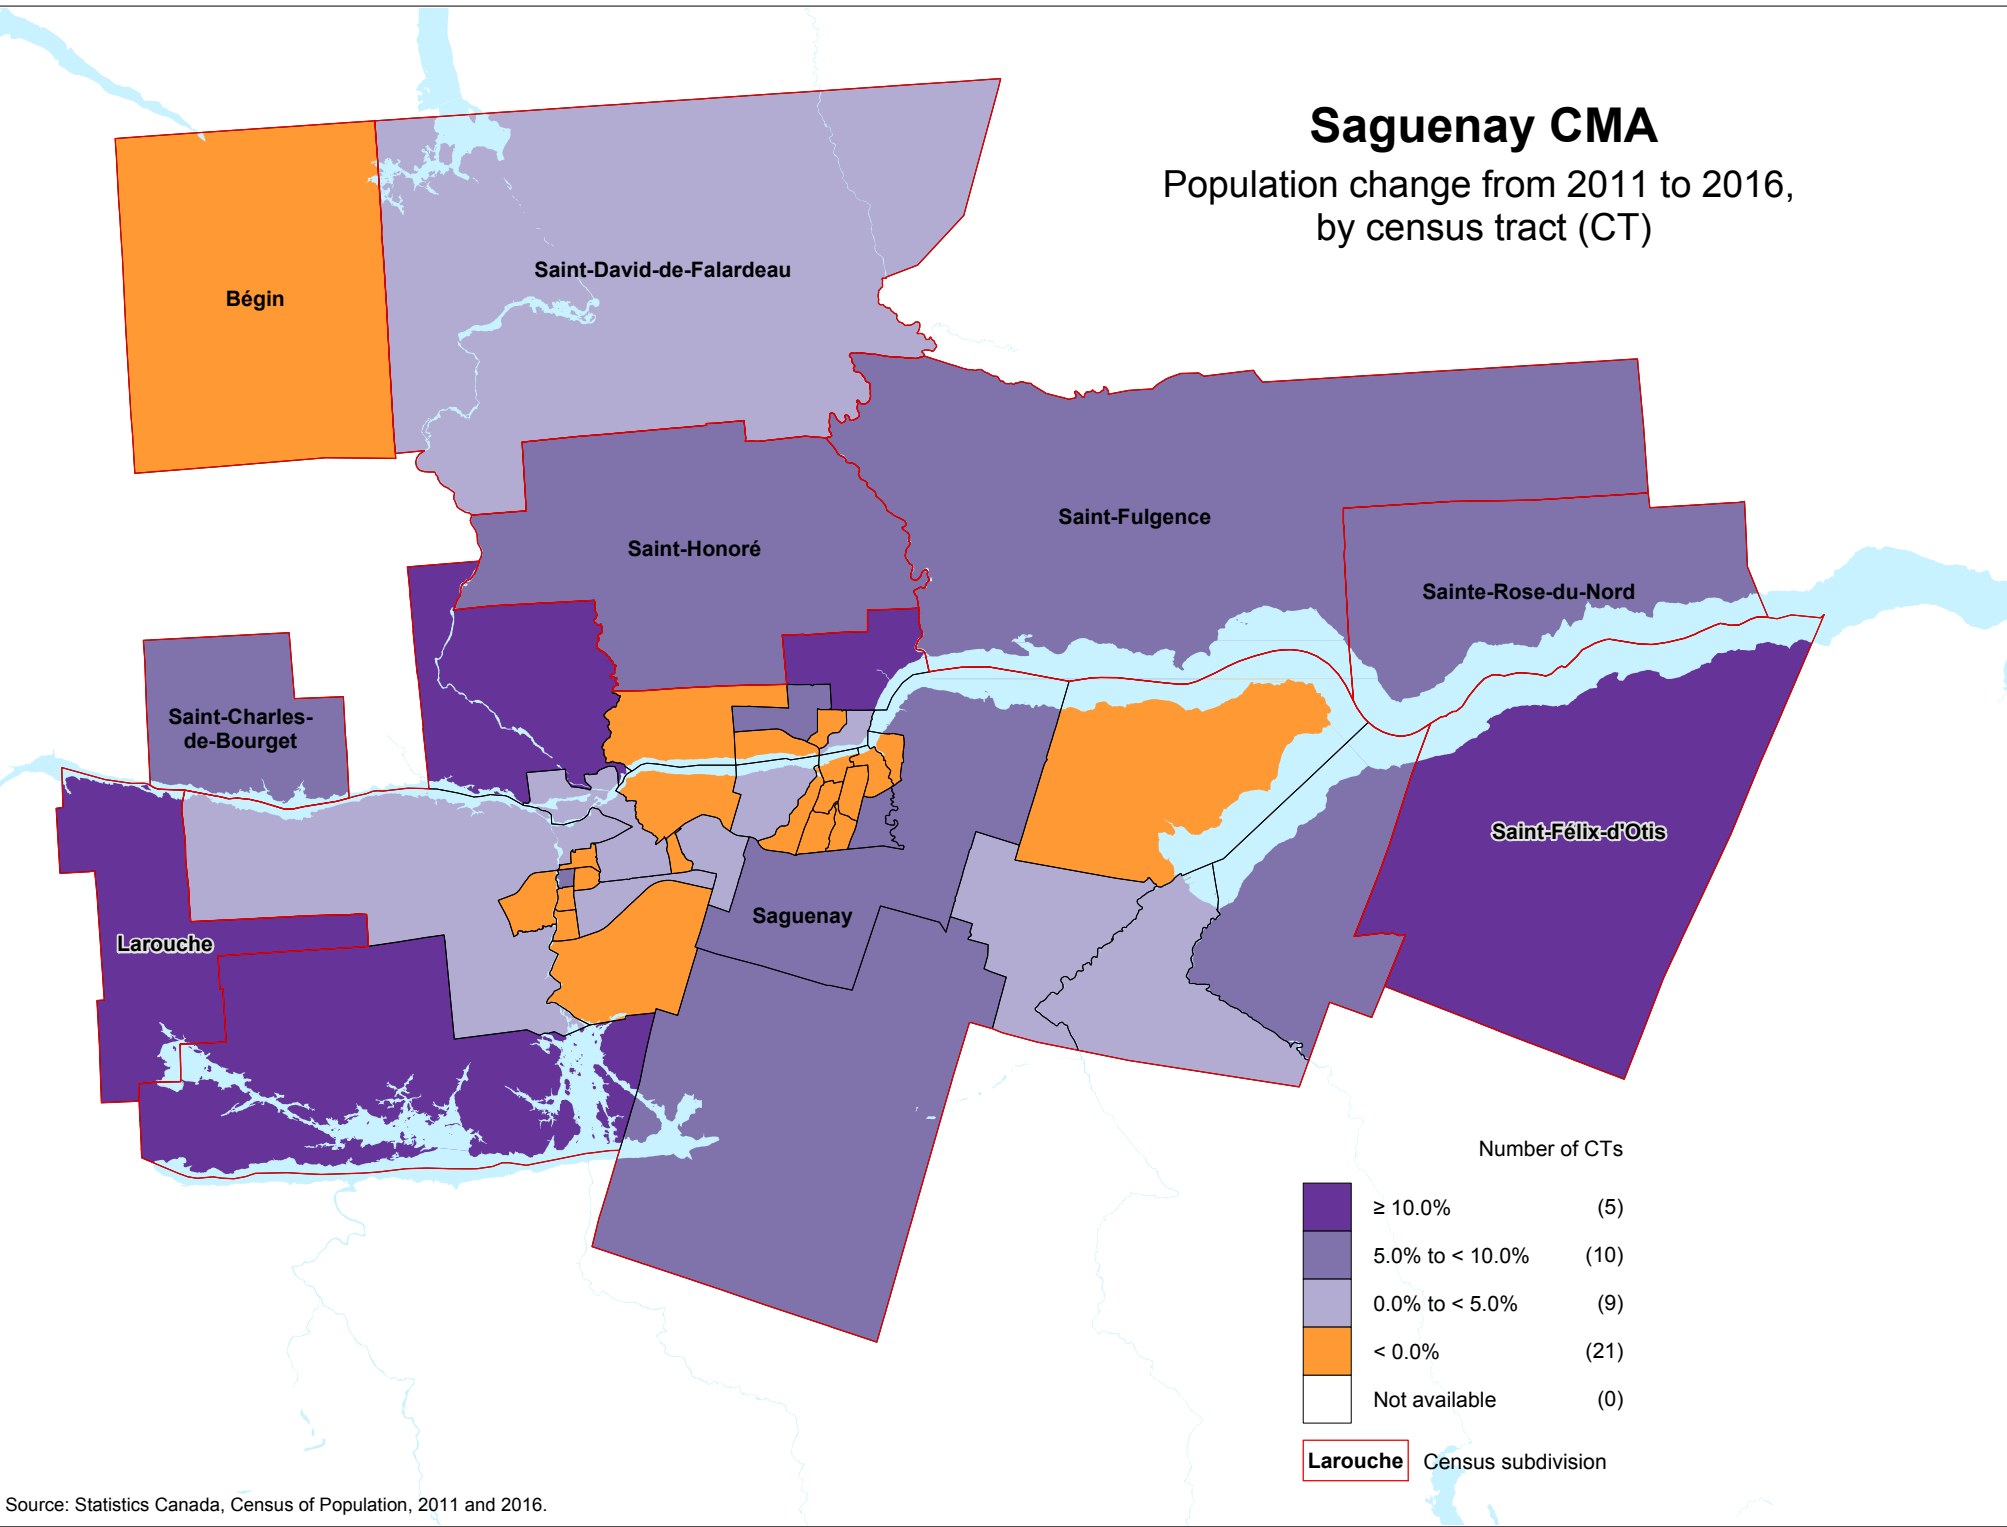 Saguenay CMA
Population change from 2011 to 2016,
by census tract (CT)
Saint-David-de-Falardeau
Bégin
Saint-Fulgence
Saint-Honoré
Sainte-Rose-du-Nord
Saint-Charles-
de-Bourget
Saint-Félix-d'Otis
Saguenay
Larouche
Number of CTs
≥ 10.0% (5)
5.0% to < 10.0% (10)
0.0% to < 5.0% (9)
< 0.0% (21)
Not available (0)
Larouche Census subdivision
Source: Statistics Canada, Census of Population, 2011 and 2016.